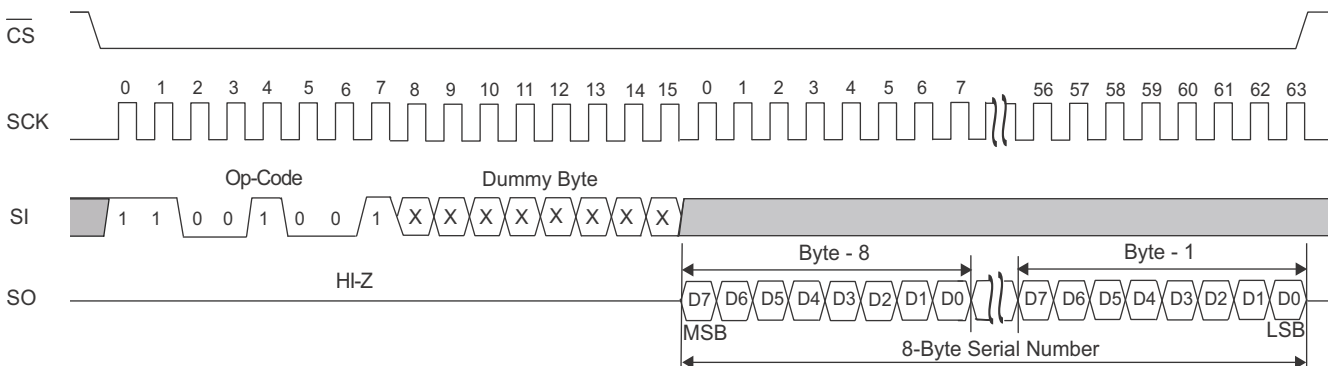 CS
0 1 2 3 4 5 6 7 8 9 10 11 12 13 14 15 0 1 2 3 4 5 6 7 56 57 58 59 60 61 62 63
SCK
Op-Code Dummy Byte
SI 1 1 0 0 1 0 0 1 X X X X X X X X
Byte - 8 Byte - 1
HI-Z
SO D7 D6 D5 D4 D3 D2 D1 D0 D7 D6 D5 D4 D3 D2 D1 D0
MSB LSB
8-Byte Serial Number